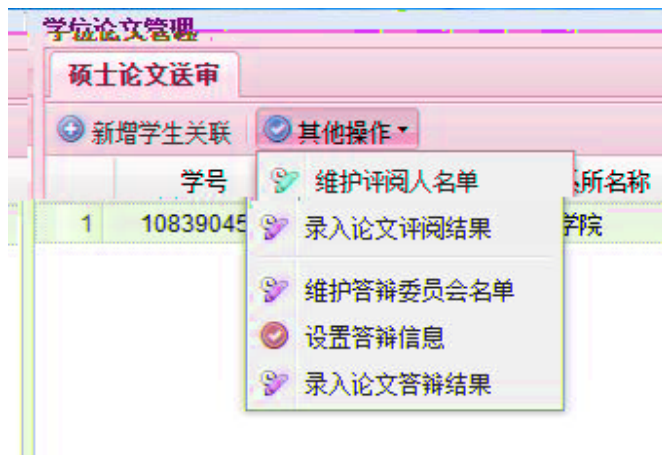 学位论文管理
硕士论文送审
新增学生关联 其他操作
学号 所名称
1 10839045 学院
维护评阅人名单
录入论文评阅结果
维护答辩委员会名单
设置答辩信息
录入论文答辩结果